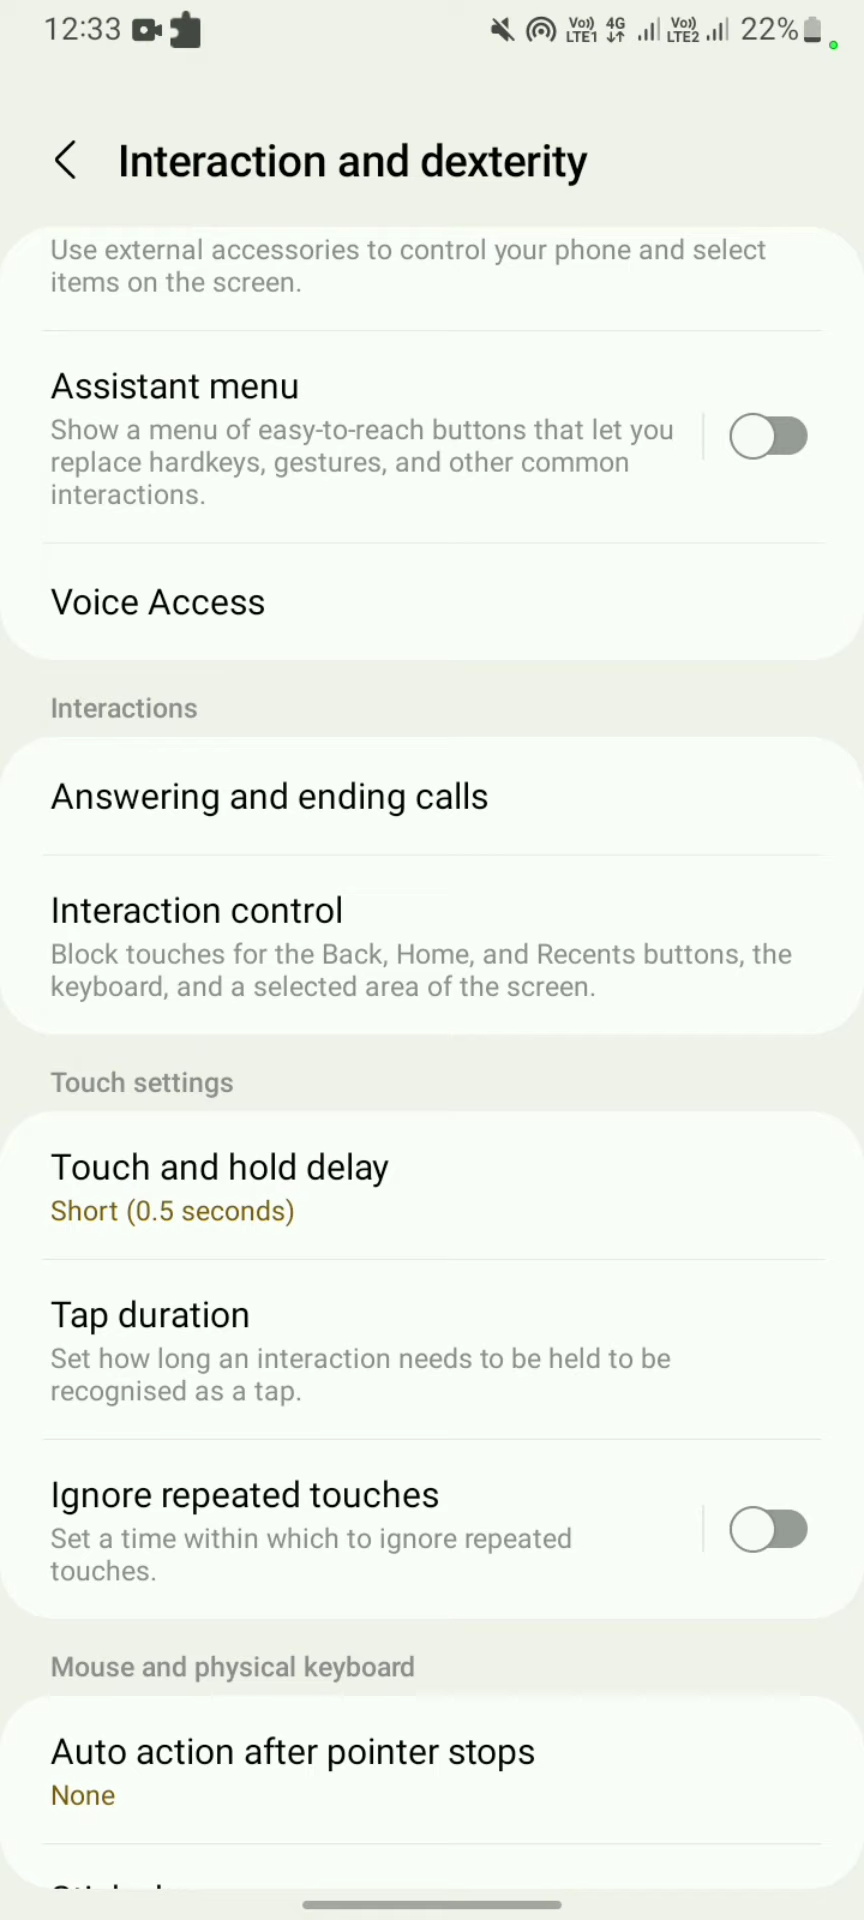 12:33
Vo)) LTE1 4G Vo)) LTE2 22%
Interaction and dexterity
Use external accessories to control your phone and select
items on the screen.
Assistant menu
Show a menu of easy-to-reach buttons that let you
replace hardkeys, gestures, and other common
interactions.
Voice Access
Interactions
Answering and ending calls
Interaction control
Block touches for the Back, Home, and Recents buttons, the
keyboard, and a selected area of the screen.
Touch settings
Touch and hold delay
Short (0.5 seconds)
Tap duration
Set how long an interaction needs to be held to be
recognised as a tap.
Ignore repeated touches
Set a time within which to ignore repeated
touches.
Mouse and physical keyboard
Auto action after pointer stops
None